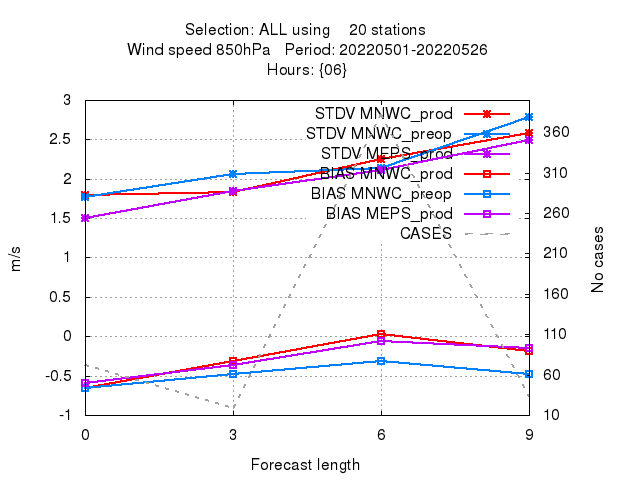 Selection: ALL using 20 stations
Wind speed 850hPa Period: 20220501-20220526
Hours: {06}
STDV MNWC_prod
STDV MNWC_preop
STDV MEPS_prod
BIAS MNWC_prod
BIAS MNWC_preop
BIAS MEPS_prod
CASES
3
2.5
2
1.5
1
0.5
0
-0.5
-1
m/s
360
310
260
210
160
110
60
10
No cases
0 3 6 9
Forecast length